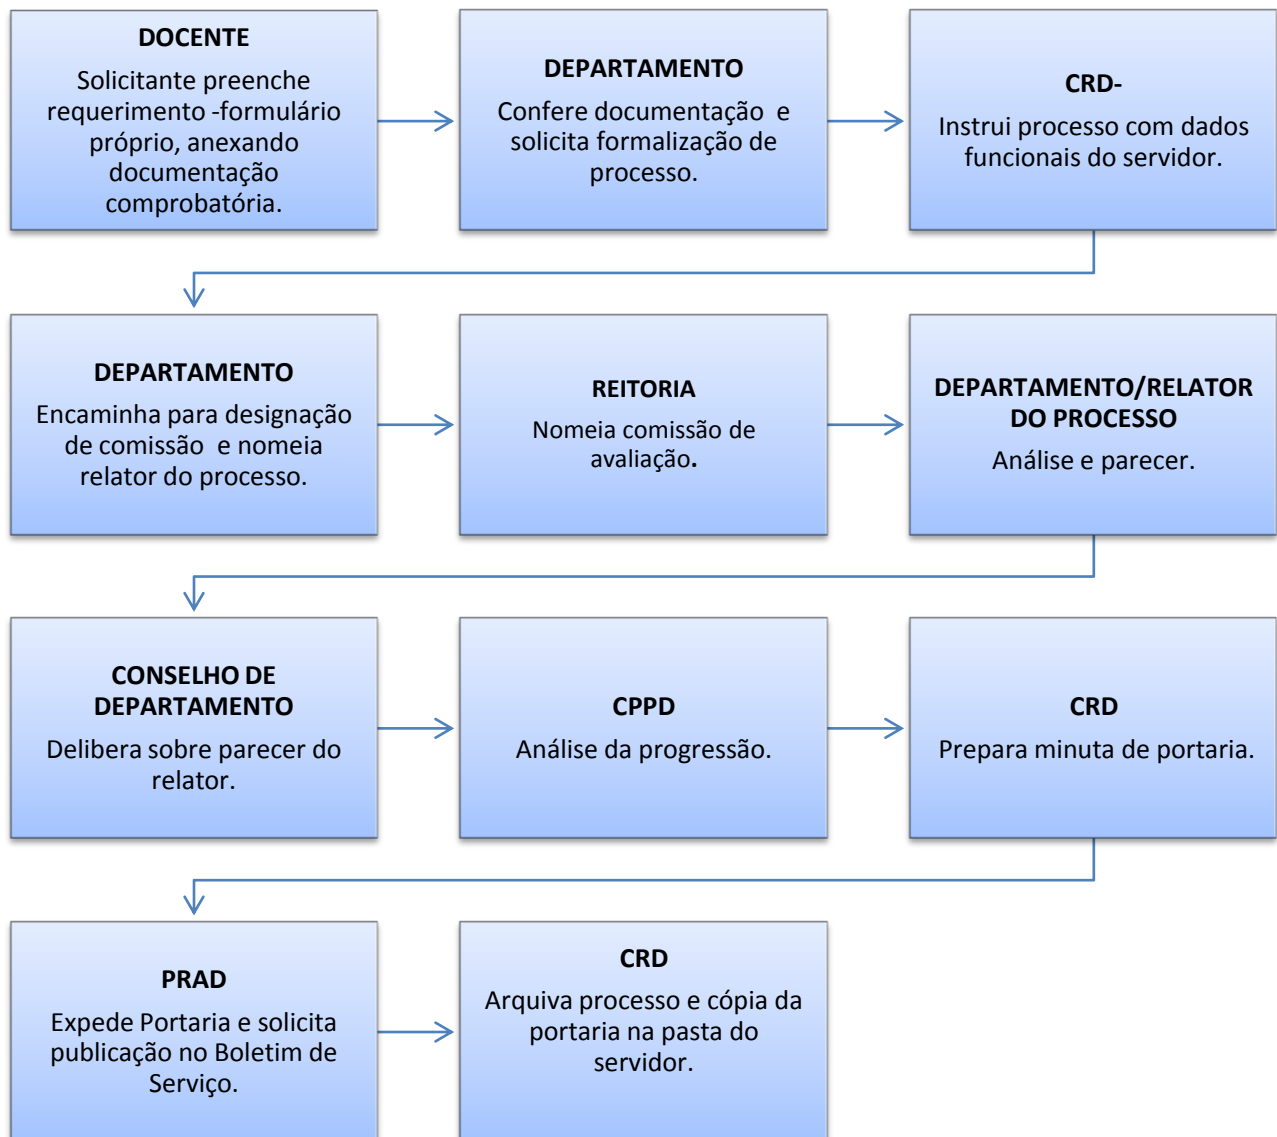 DOCENTE
Solicitante preenche
requerimento -formulário
próprio, anexando
documentação
comprobatória.
DEPARTAMENTO
Confere documentação e
solicita formalização de
processo.
CRD-
Instrui processo com dados
funcionais do servidor.
DEPARTAMENTO
Encaminha para designação
de comissão e nomeia
relator do processo.
REITORIA
Nomeia comissão de
avaliação.
DEPARTAMENTO/RELATOR
DO PROCESSO
Análise e parecer.
CONSELHO DE
DEPARTAMENTO
Delibera sobre parecer do
relator.
CPPD
Análise da progressão.
CRD
Prepara minuta de portaria.
PRAD
Expede Portaria e solicita
publicação no Boletim de
Serviço.
CRD
Arquiva processo e cópia da
portaria na pasta do
servidor.